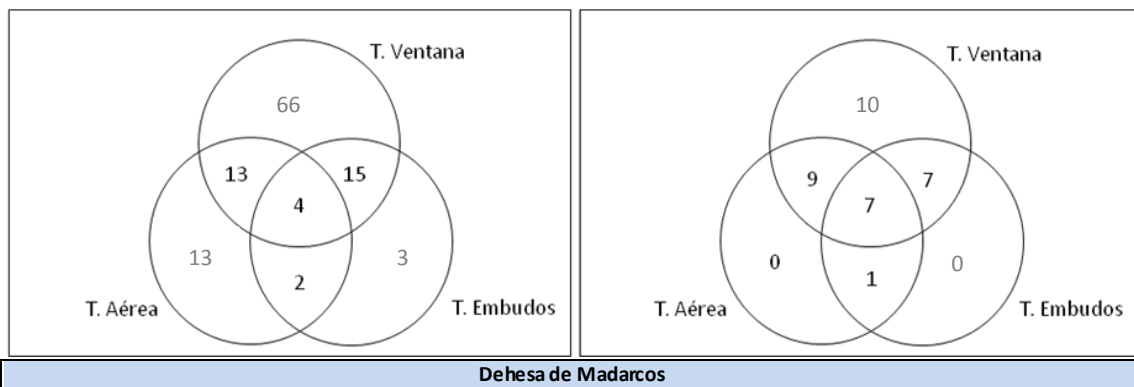 T. Ventana
66
13
15
4
13
3
2
T. Aérea
T. Embudos
T. Ventana
10
9
7
7
0
0
1
T. Aérea
T. Embudos
Dehesa de Madarcos